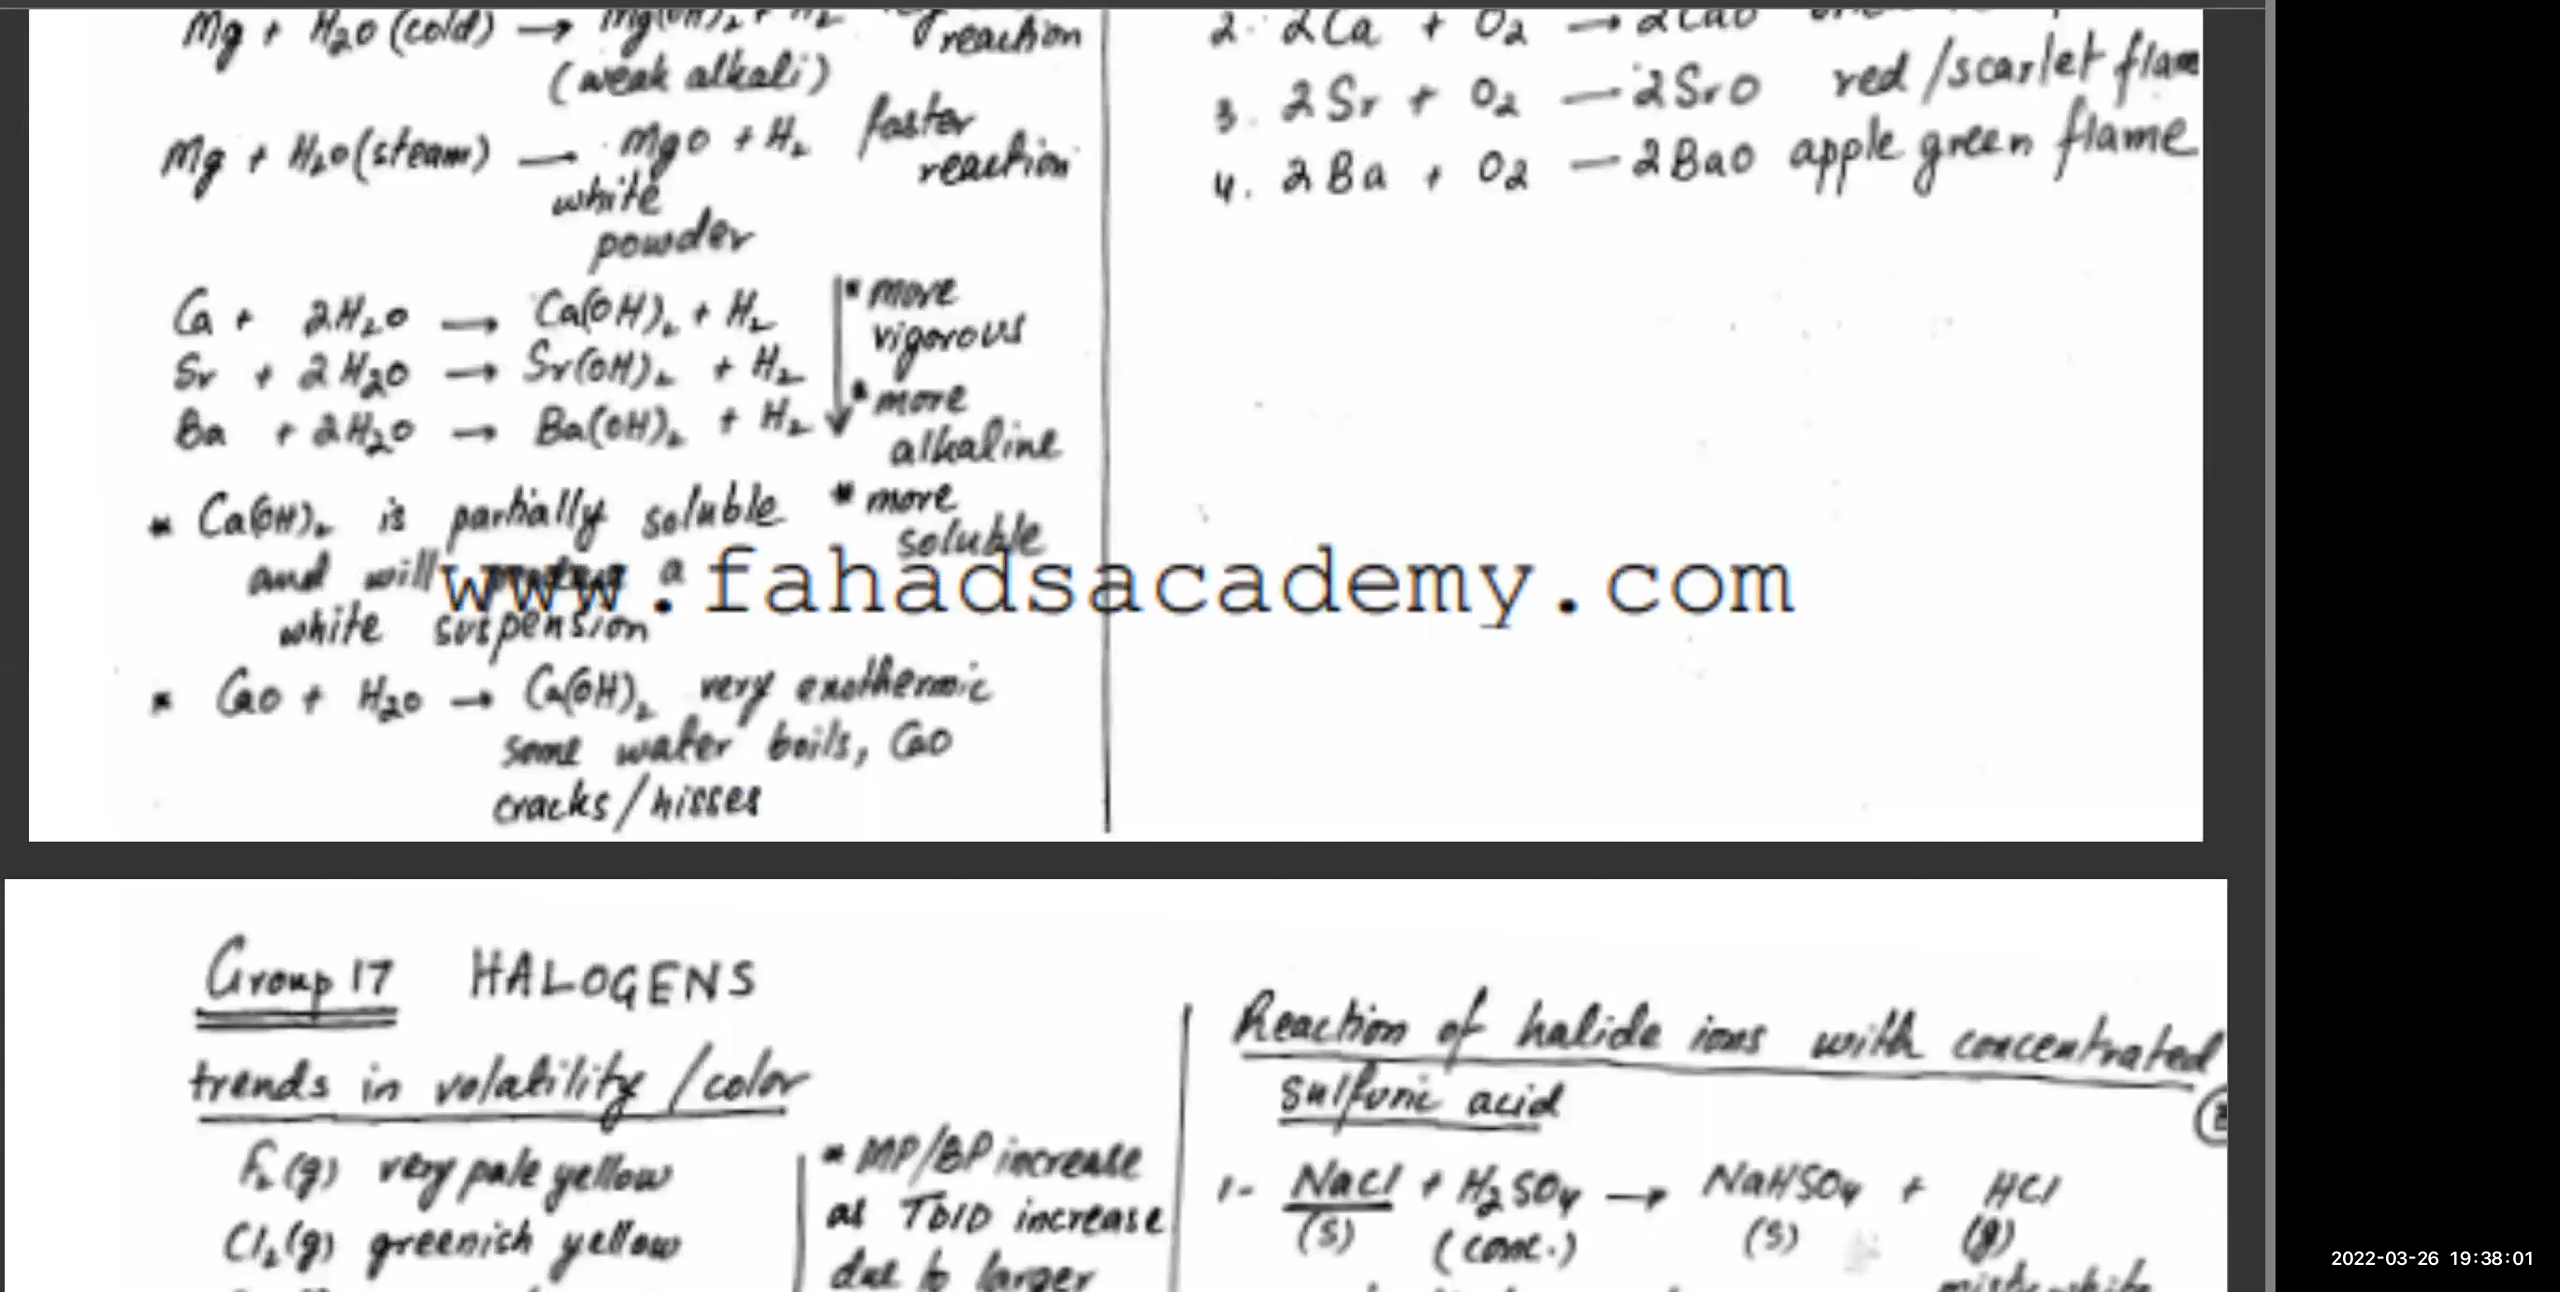 Mg + H2O (cold) → Mg(OH)2 + H2
reaction
(weak alkali)
Mg + H2O (steam) — MgO + H2 faster
reaction
white
powder
Ca + 2H2O → Ca(OH)2 + H2
Sr + 2H2O → Sr(OH)2 + H2
Ba + 2H2O → Ba(OH)2 + H2
* more
vigorous
* more
alkaline
* more
soluble
* Ca(OH)2 is partially soluble
and will a
white suspension
* CaO + H2O → Ca(OH)2 very exothermic
some water boils, CaO
cracks/hisses
2. 2Ca + O2 → 2CaO
3. 2Sr + O2 — 2SrO red/scarlet flam
4. 2Ba + O2 — 2BaO apple green flame
www.fahadsacademy.com
Group 17 HALOGENS
trends in volatility/color
F2(g) very pale yellow
Cl2(g) greenish yellow
* MP/BP increase
as TDID increase
due to larger
Reaction of halide ions with concentrated
sulfuric acid
1- NaCl + H2SO4 → NaHSO4 + HCl
(s) (conc.) (s) (g)
2022-03-26 19:38:01